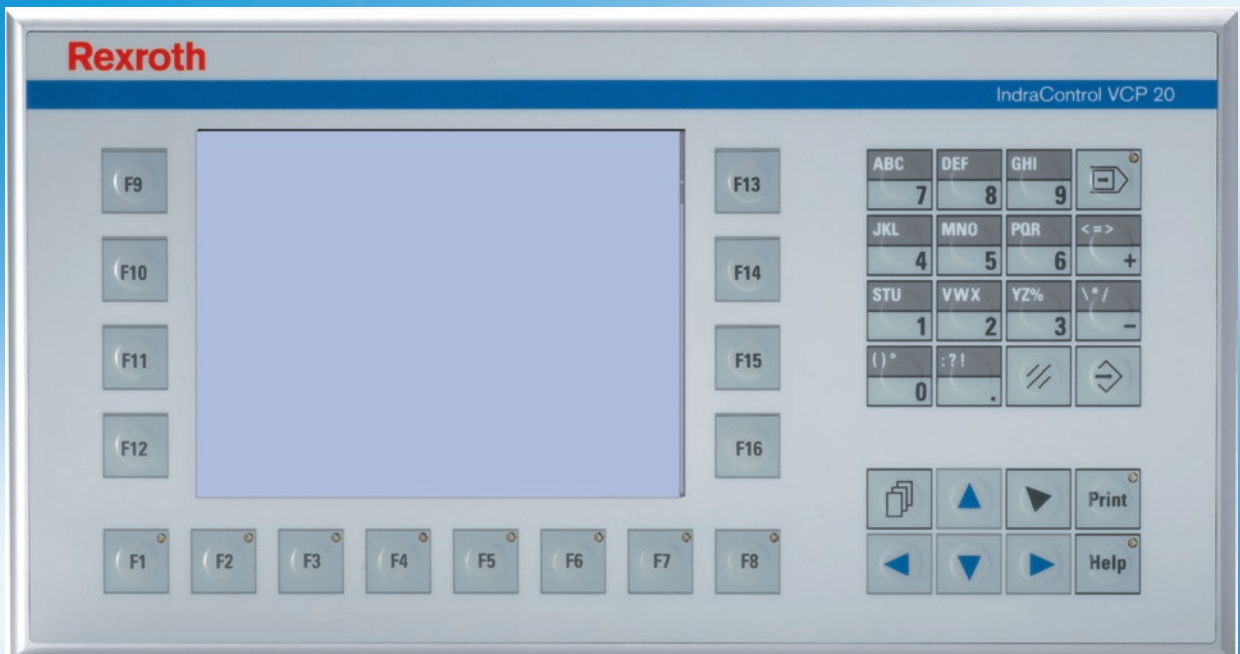 Rexroth
IndraControl VCP 20
F9
F10
F11
F12
F13
F14
F15
F16
F1 F2 F3 F4 F5 F6 F7 F8
ABC DEF GHI
7 8 9
JKL MNO PQR <=>
4 5 6 +
STU VWX YZ% \*/
1 2 3 -
()° :?!
0 .
Print
Help